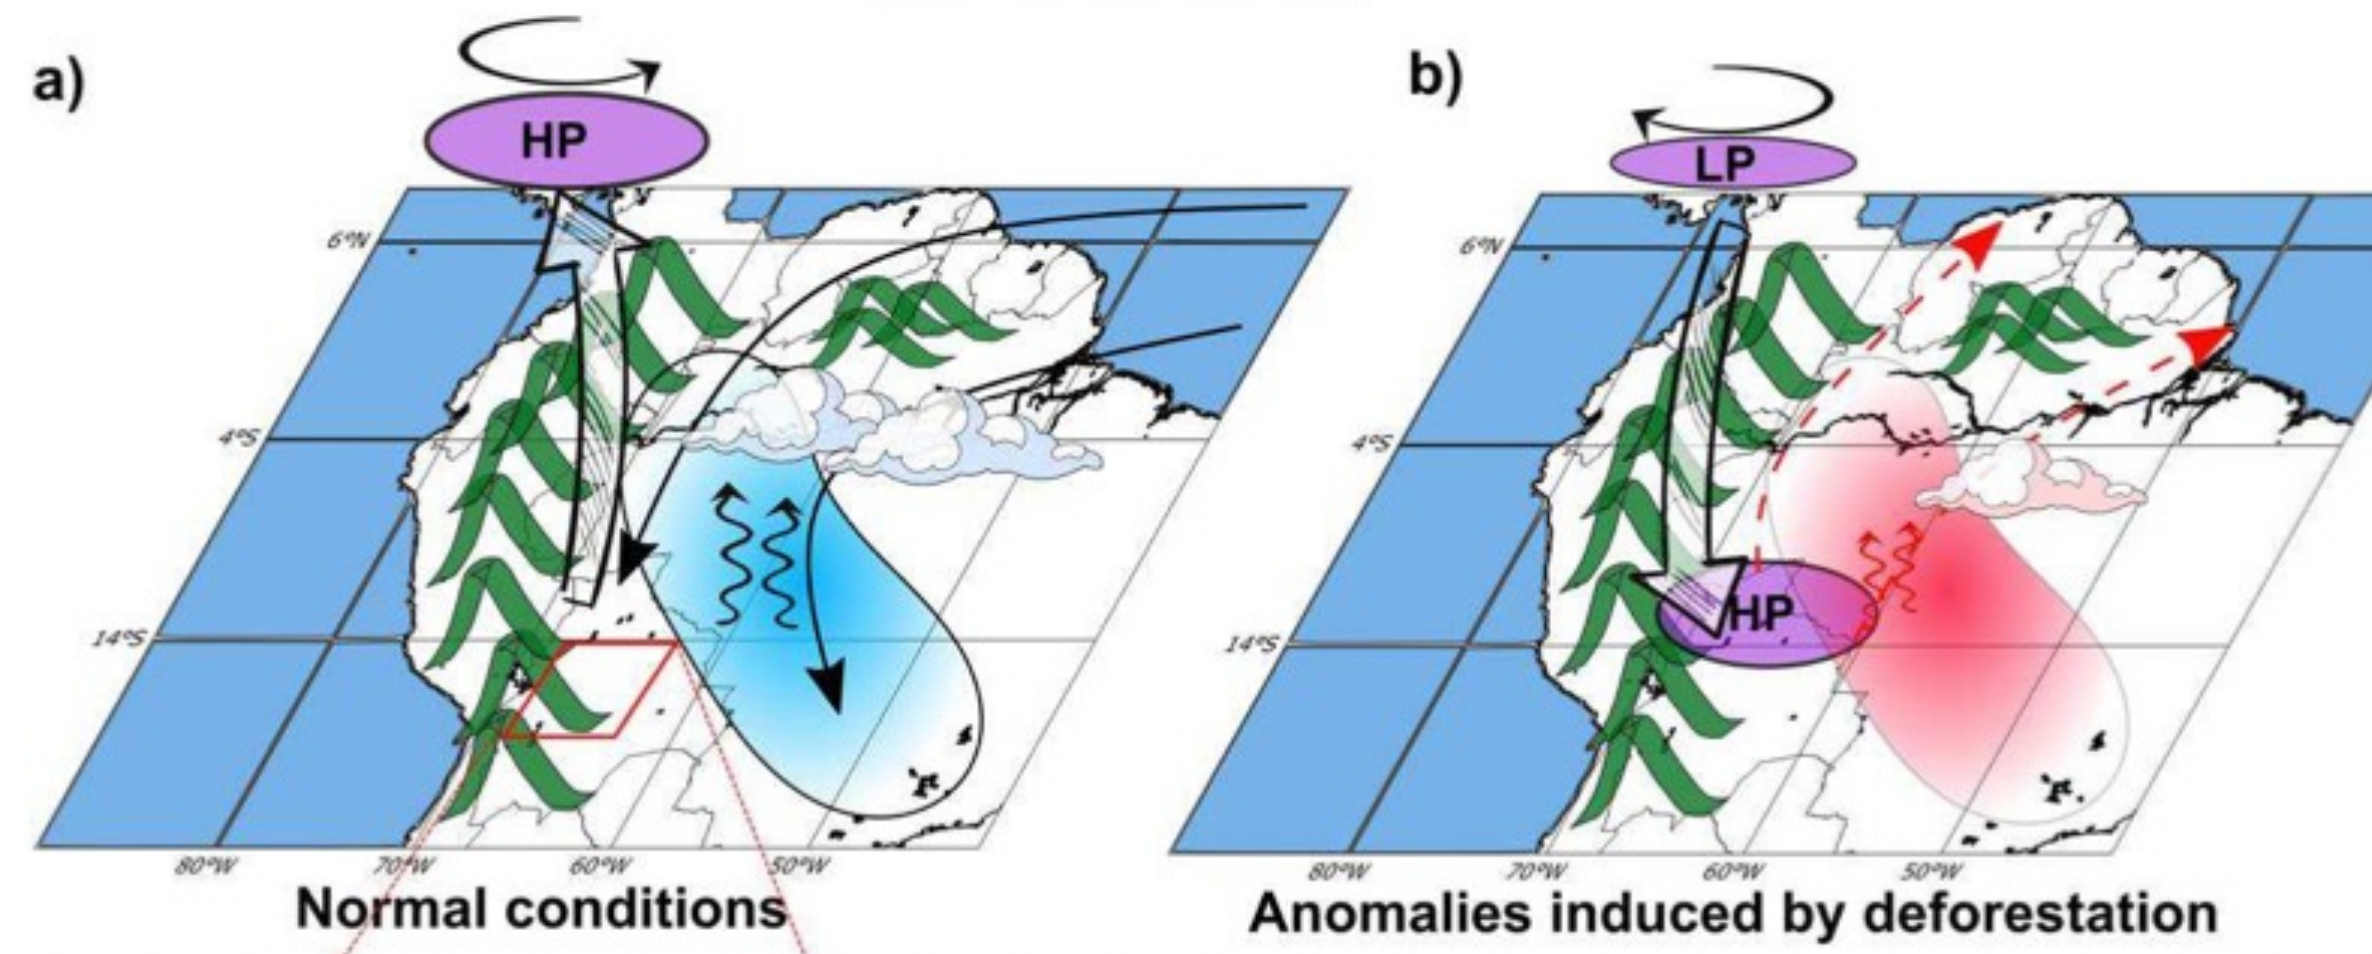 a)
HP
6°N
4°S
14°S
80°W
70°W
60°W
50°W
Normal conditions
b)
LP
6°N
4°S
HP
14°S
80°W
70°W
60°W
50°W
Anomalies induced by deforestation